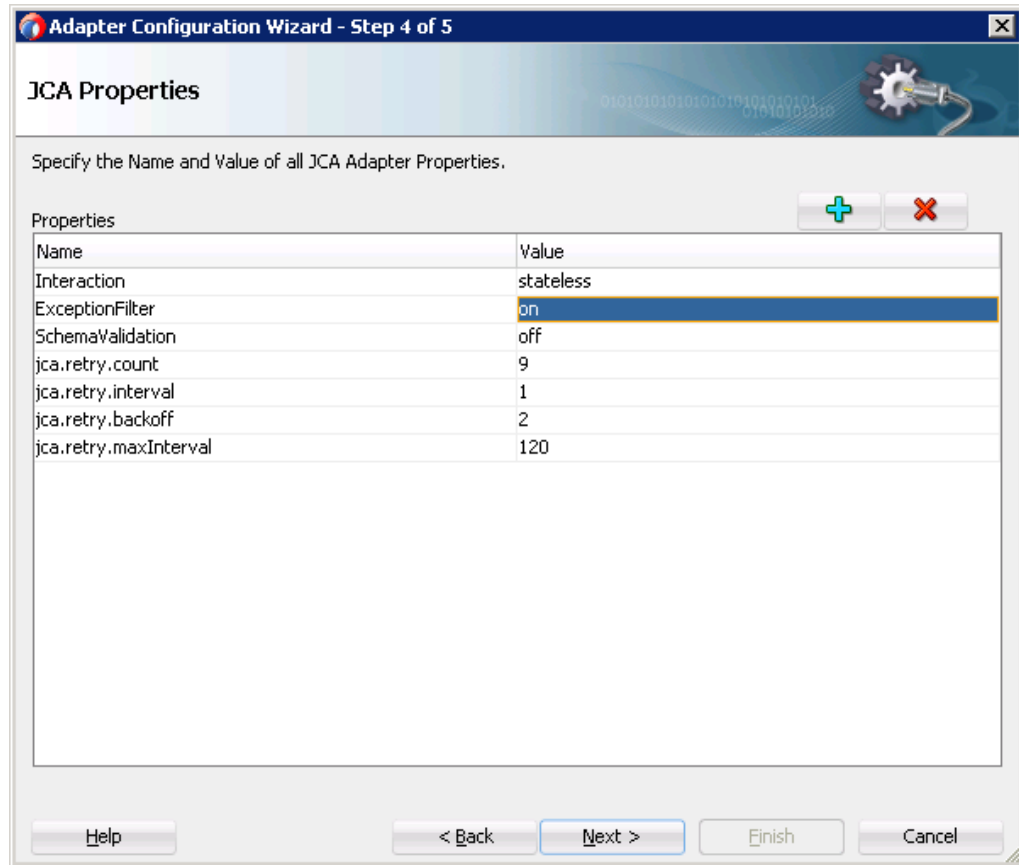 Adapter Configuration Wizard - Step 4 of 5
JCA Properties
Specify the Name and Value of all JCA Adapter Properties.
Properties
Name Value
Interaction stateless
ExceptionFilter on
SchemaValidation off
jca.retry.count 9
jca.retry.interval 1
jca.retry.backoff 2
jca.retry.maxInterval 120
Help < Back Next > Finish Cancel